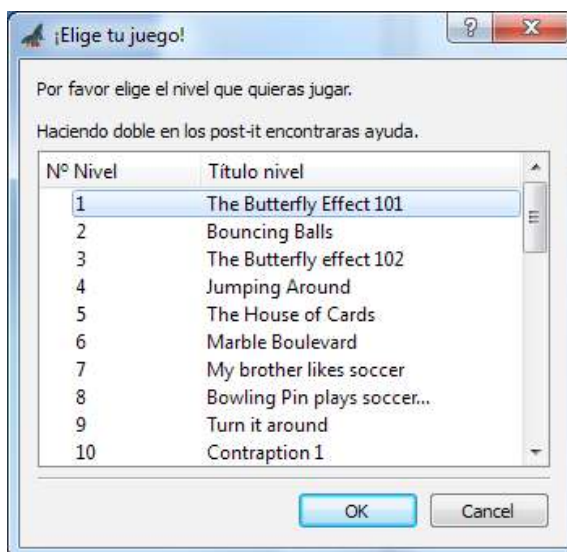 ¡Elige tu juego!
Por favor elige el nivel que quieras jugar.
Haciendo doble en los post-it encontraras ayuda.
Nº Nivel Título nivel
1 The Butterfly Effect 101
2 Bouncing Balls
3 The Butterfly effect 102
4 Jumping Around
5 The House of Cards
6 Marble Boulevard
7 My brother likes soccer
8 Bowling Pin plays soccer...
9 Turn it around
10 Contraption 1
OK Cancel